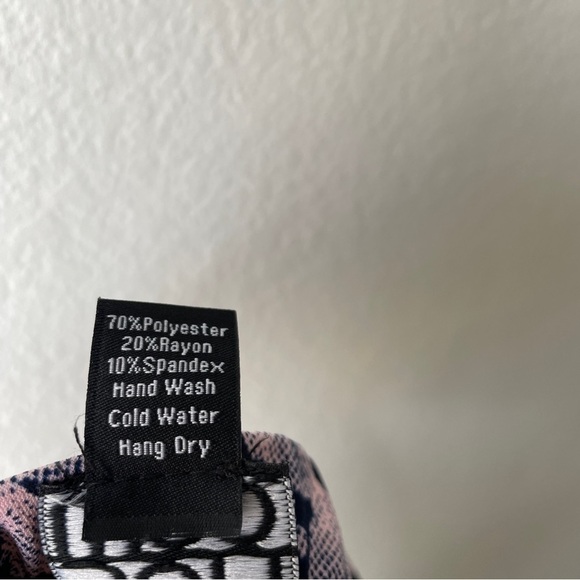 70%Polyester
20%Rayon
10%Spandex
Hand Wash
Cold Water
Hang Dry